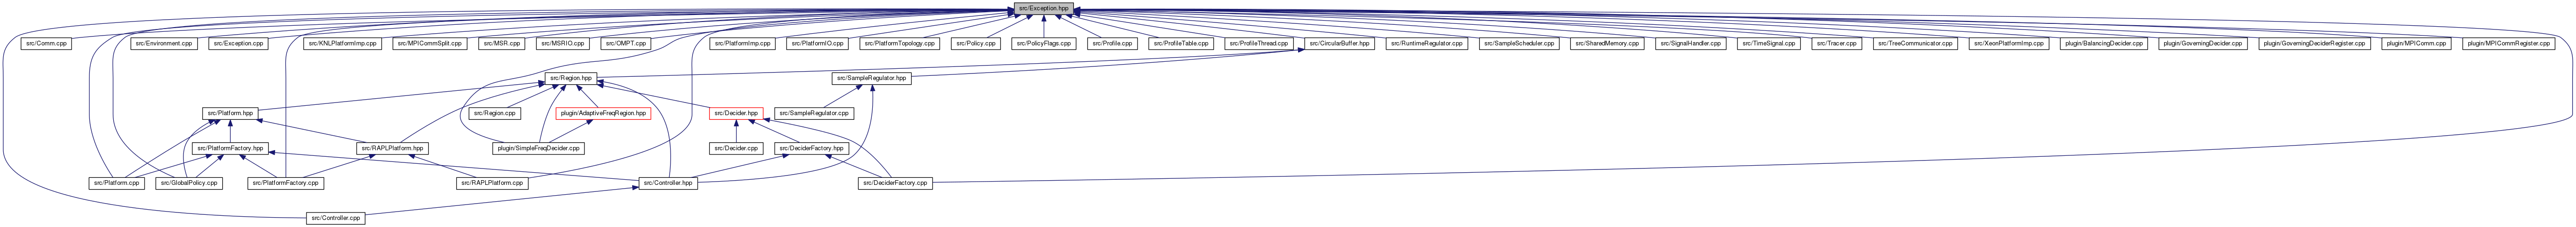 src/Exception.hpp
src/Comm.cpp
src/Environment.cpp
src/Exception.cpp
src/KNLPlatformImp.cpp
src/MPICommSplit.cpp
src/MSR.cpp
src/MSRIO.cpp
src/OMPT.cpp
src/PlatformImp.cpp
src/PlatformIO.cpp
src/PlatformTopology.cpp
src/Policy.cpp
src/PolicyFlags.cpp
src/Profile.cpp
src/ProfileTable.cpp
src/ProfileThread.cpp
src/CircularBuffer.hpp
src/RuntimeRegulator.cpp
src/SampleScheduler.cpp
src/SharedMemory.cpp
src/SignalHandler.cpp
src/TimeSignal.cpp
src/Tracer.cpp
src/TreeCommunicator.cpp
src/XeonPlatformImp.cpp
plugin/BalancingDecider.cpp
plugin/GoverningDecider.cpp
plugin/GoverningDeciderRegister.cpp
plugin/MPIComm.cpp
plugin/MPICommRegister.cpp
src/Region.hpp
src/SampleRegulator.hpp
src/Platform.hpp
src/Region.cpp
plugin/AdaptiveFreqRegion.hpp
src/Decider.hpp
src/SampleRegulator.cpp
src/PlatformFactory.hpp
src/RAPLPlatform.hpp
plugin/SimpleFreqDecider.cpp
src/Decider.cpp
src/DeciderFactory.hpp
src/Platform.cpp
src/GlobalPolicy.cpp
src/PlatformFactory.cpp
src/RAPLPlatform.cpp
src/Controller.hpp
src/DeciderFactory.cpp
src/Controller.cpp